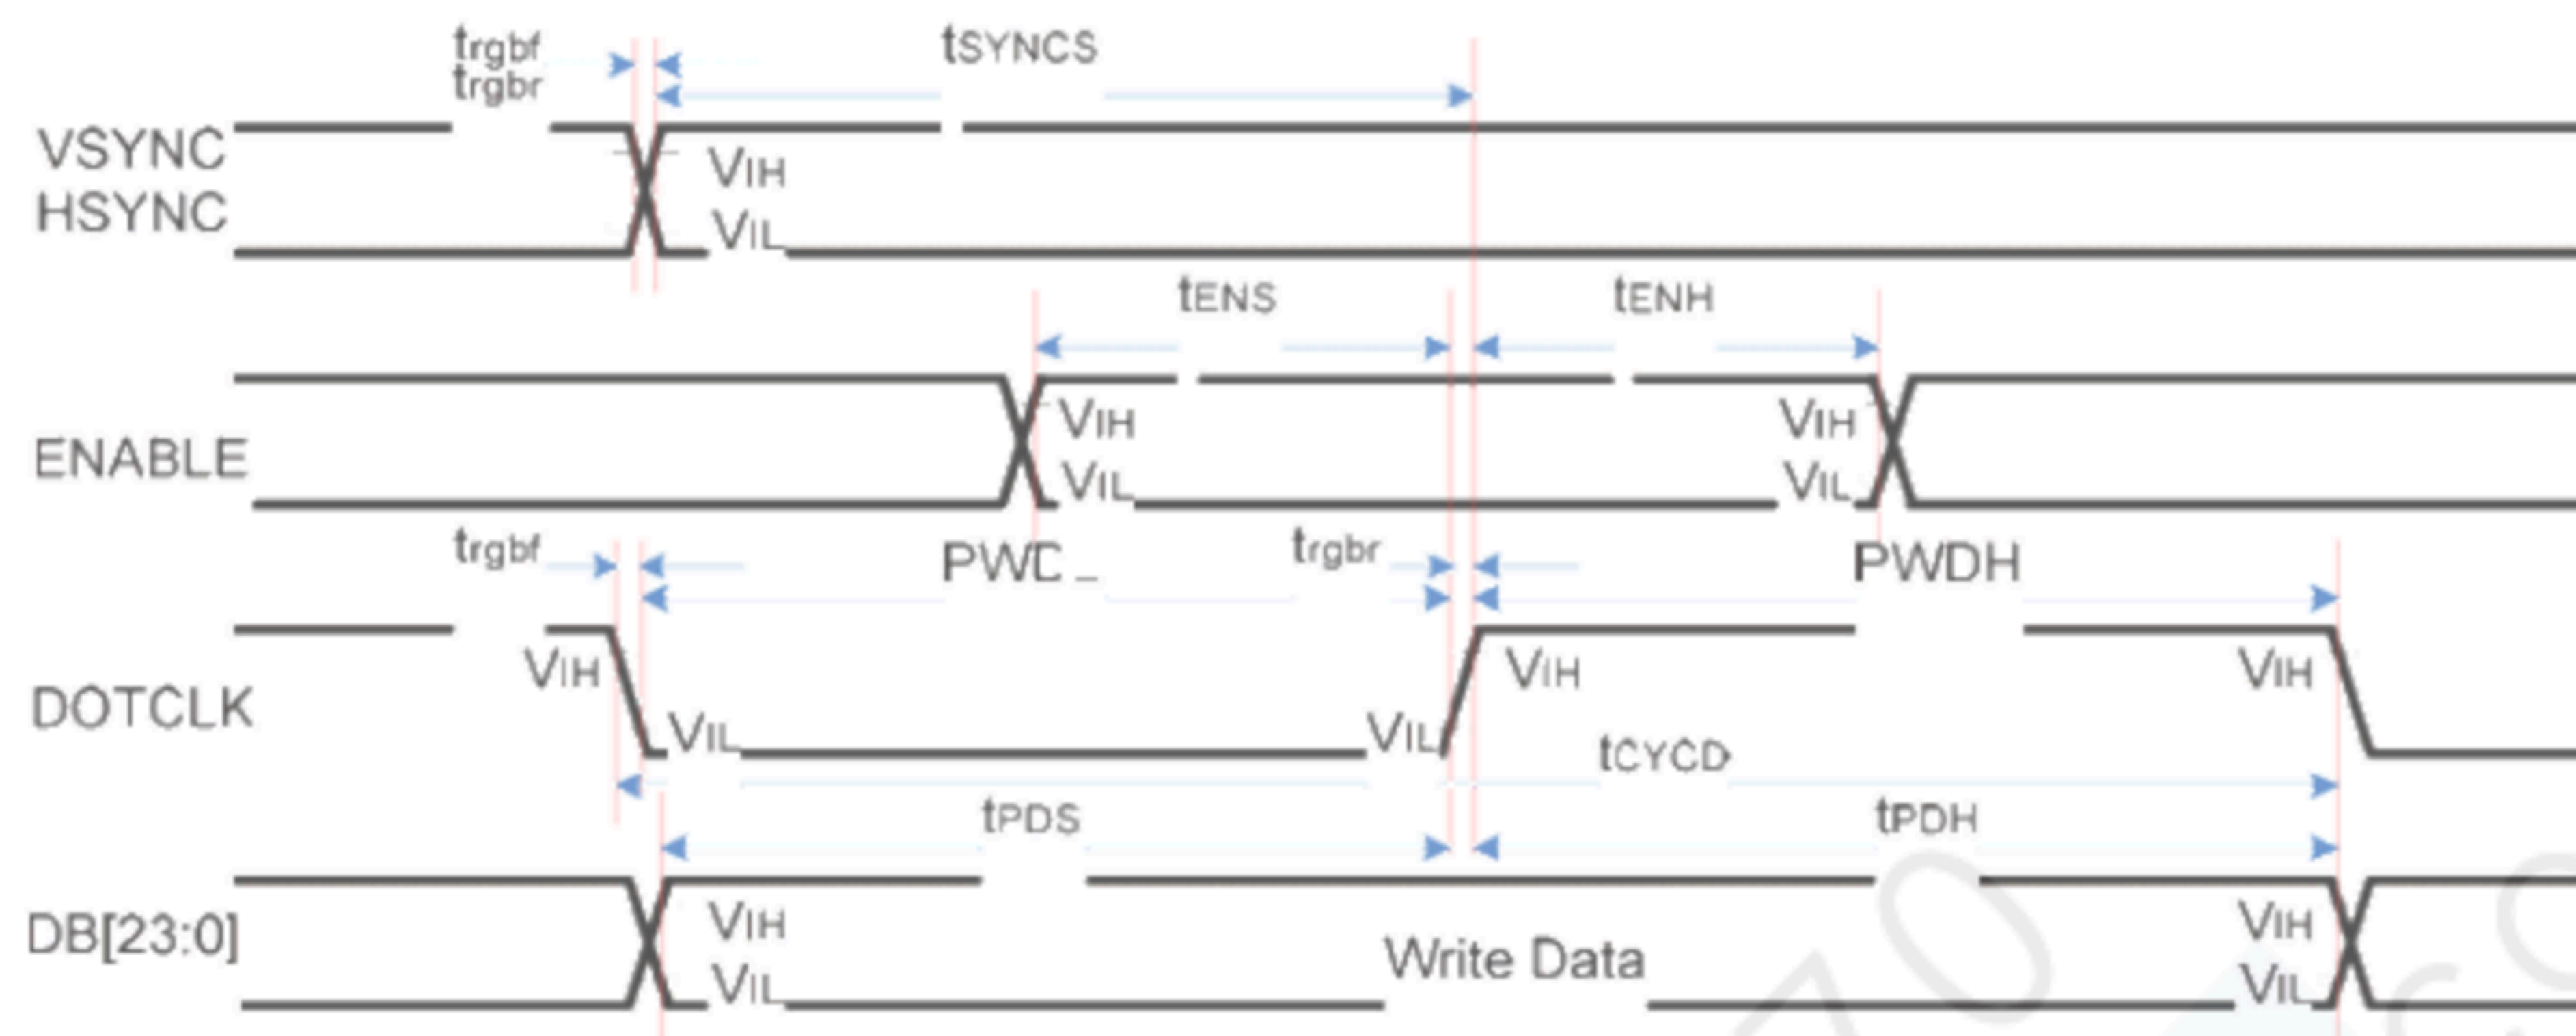 trgbf
trgbr
tSYNCS
VSYNC
HSYNC
VIH
VIL
tENS
tENH
ENABLE
VIH
VIL
VIH
VIL
trgbf
trgbr
PWDH
DOTCLK
VIH
VIL
VIL
VIH
VIH
tCYCD
tPDS
tPDH
DB[23:0]
VIH
VIL
Write Data
VIH
VIL